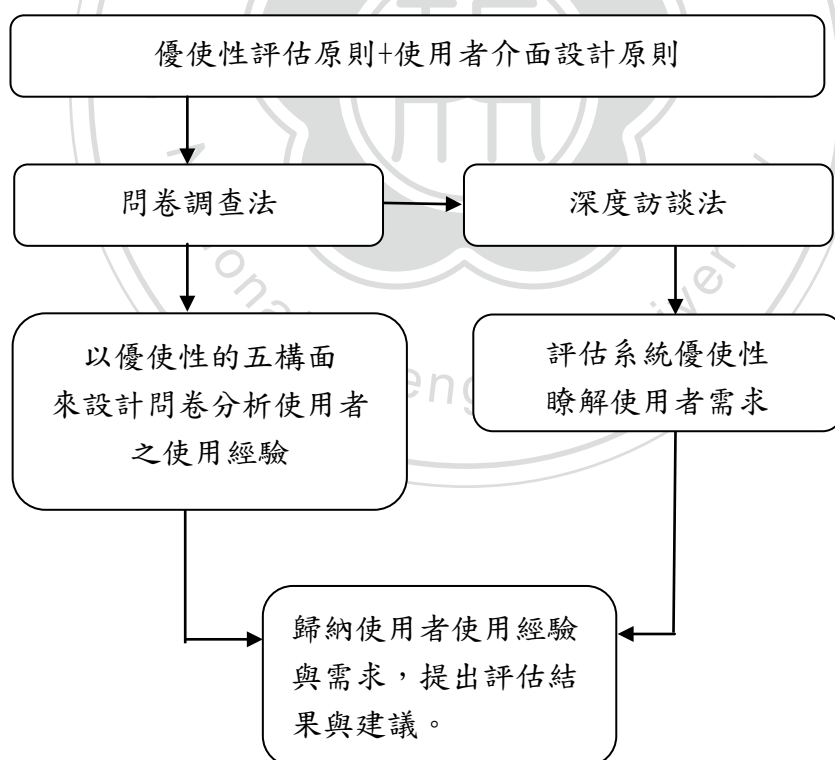 優使性評估原則+使用者介面設計原則
問卷調查法
深度訪談法
以優使性的五構面
來設計問卷分析使用者
之使用經驗
評估系統優使性
瞭解使用者需求
歸納使用者使用經驗
與需求，提出評估結
果與建議。